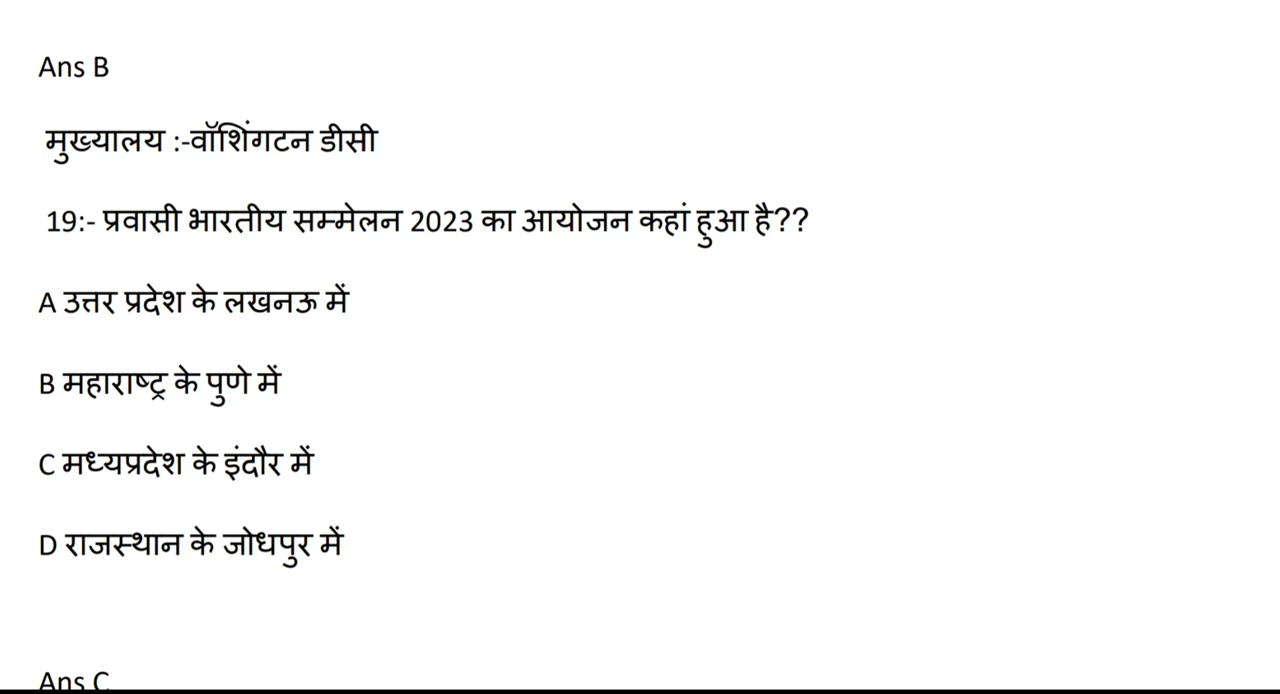 Ans B
मुख्यालय :-वॉशिंगटन डीसी
19:- प्रवासी भारतीय सम्मेलन 2023 का आयोजन कहां हुआ है??
A उत्तर प्रदेश के लखनऊ में
B महाराष्ट्र के पुणे में
C मध्यप्रदेश के इंदौर में
D राजस्थान के जोधपुर में
Ans C